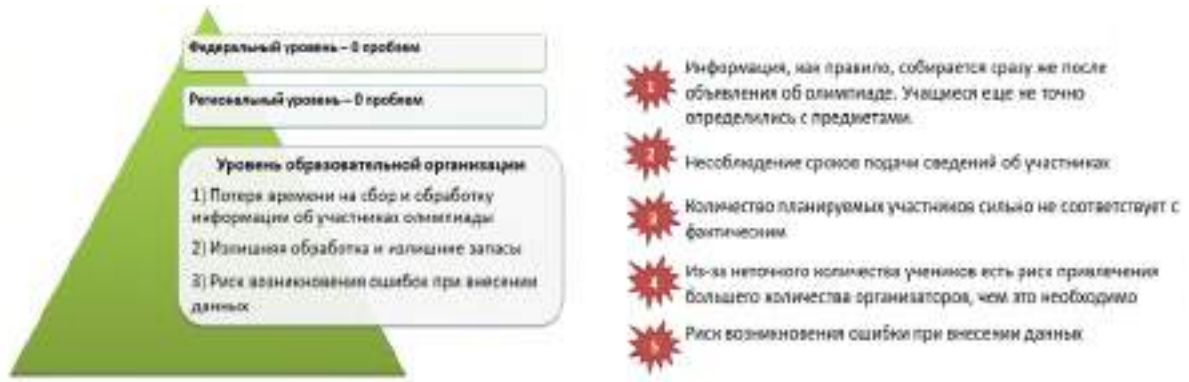 Федеральный уровень – 0 проблем
Региональный уровень – 0 проблем
Уровень образовательной организации
1) Потеря времени на сбор и обработку
информации об участниках олимпиады
2) Излишняя обработка и излишние запасы
3) Риск возникновения ошибок при внесении
данных
1
Информация, как правило, собирается сразу же после
объявления об олимпиаде. Учащиеся еще не точно
определились с предметами.
2
Несоблюдение сроков подачи сведений об участниках
3
Количество планируемых участников сильно не соответствует с
фактическим
4
Из-за неточного количества учеников есть риск привлечения
большего количества организаторов, чем это необходимо
5
Риск возникновения ошибки при внесении данных